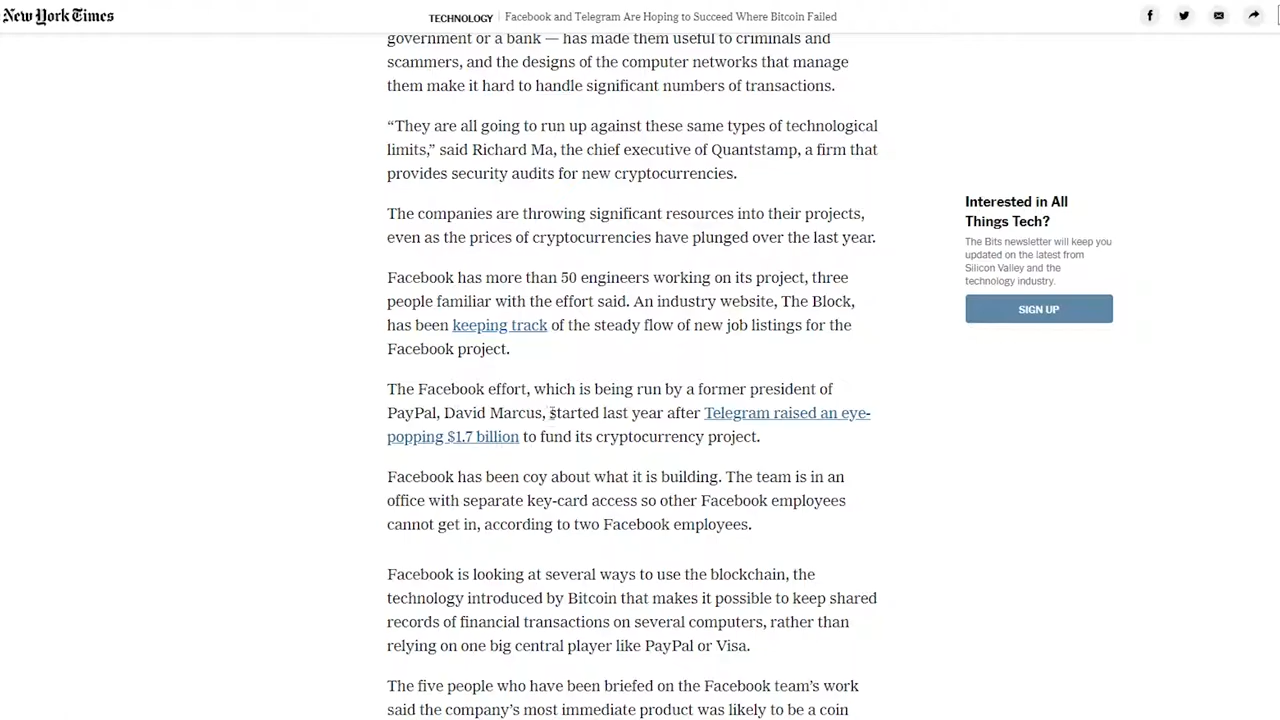 New York Times
TECHNOLOGY | Facebook and Telegram Are Hoping to Succeed Where Bitcoin Failed
government or a bank — has made them useful to criminals and
scammers, and the designs of the computer networks that manage
them make it hard to handle significant numbers of transactions.
“They are all going to run up against these same types of technological
limits,” said Richard Ma, the chief executive of Quantstamp, a firm that
provides security audits for new cryptocurrencies.
The companies are throwing significant resources into their projects,
even as the prices of cryptocurrencies have plunged over the last year.
Facebook has more than 50 engineers working on its project, three
people familiar with the effort said. An industry website, The Block,
has been keeping track of the steady flow of new job listings for the
Facebook project.
The Facebook effort, which is being run by a former president of
PayPal, David Marcus, started last year after Telegram raised an eye-
popping $1.7 billion to fund its cryptocurrency project.
Facebook has been coy about what it is building. The team is in an
office with separate key-card access so other Facebook employees
cannot get in, according to two Facebook employees.
Facebook is looking at several ways to use the blockchain, the
technology introduced by Bitcoin that makes it possible to keep shared
records of financial transactions on several computers, rather than
relying on one big central player like PayPal or Visa.
The five people who have been briefed on the Facebook team’s work
said the company’s most immediate product was likely to be a coin
Interested in All
Things Tech?
The Bits newsletter will keep you
updated on the latest from
Silicon Valley and the
technology industry.
SIGN UP